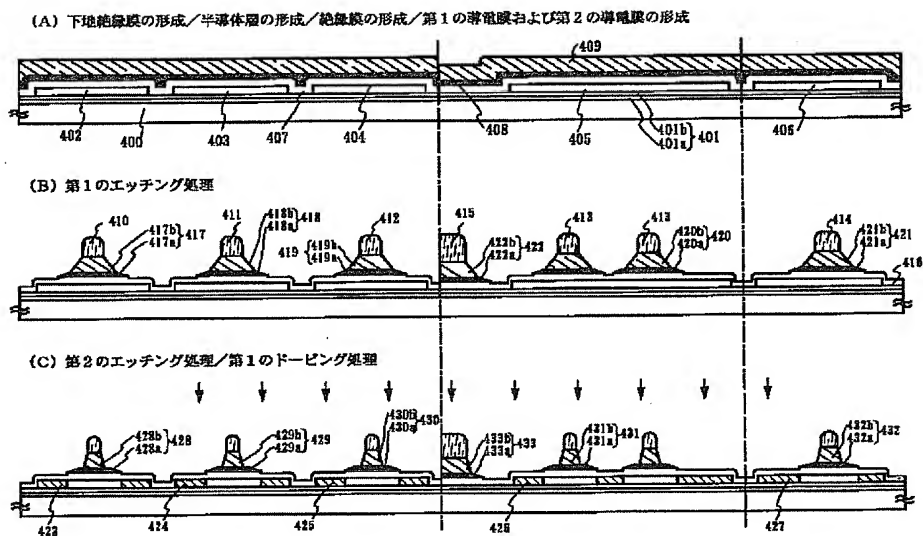 (A) 下地絶縁膜の形成/半導体層の形成/絶縁膜の形成/第1の導電膜および第2の導電膜の形成
409
402 400 403 407 404 408 405 401b 401a 401 406
(B) 第1のエッチング処理
410 417b 417a 417 411 418b 418a 418 412 419 419b 419a 415 422b 422a 422 413 413 420b 420a 420 414 421b 421a 421 416
(C) 第2のエッチング処理/第1のドーピング処理
428b 428a 428 429b 429a 429 430b 430a 430 433b 433a 433 431b 431a 431 432b 432a 432
423 424 425 426 427